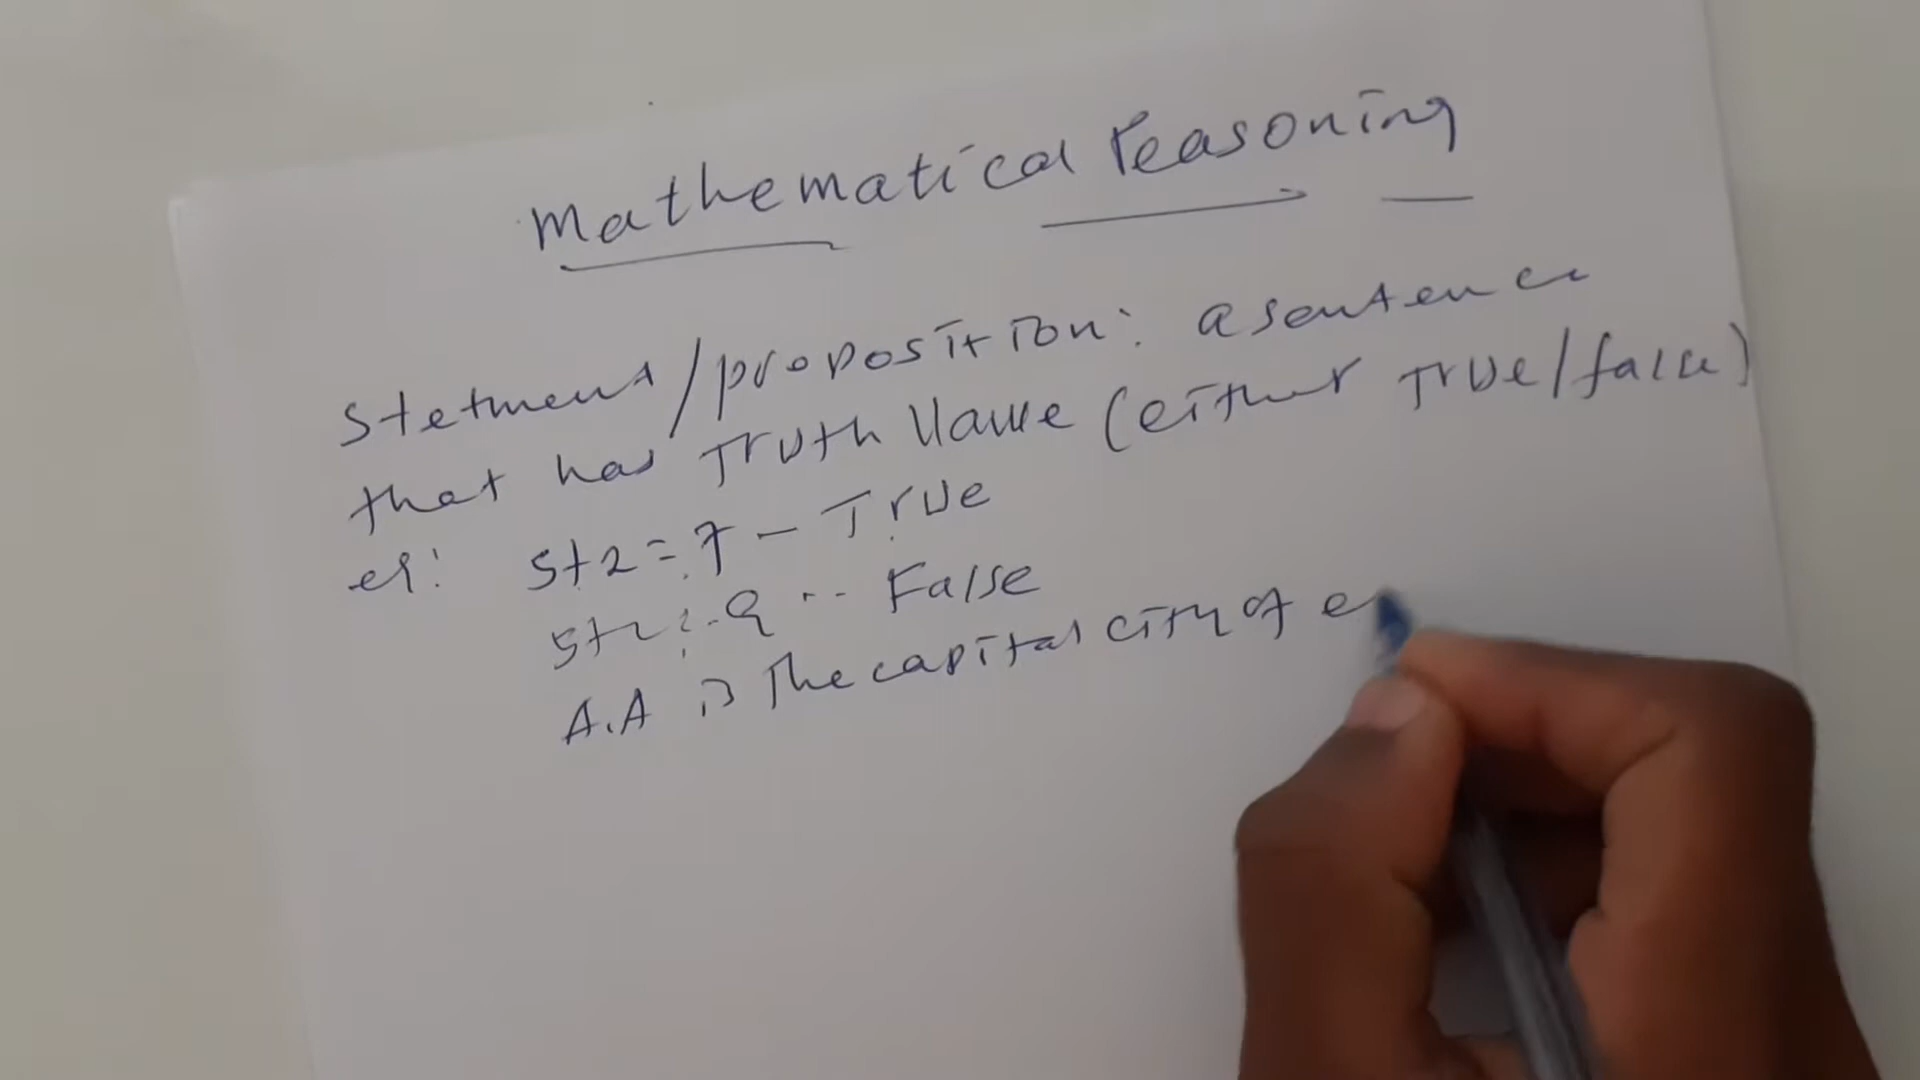 Mathematical reasoning
Stetment/proposition: a sentence
that has Truth Value (either True/false)
ex: 5+2=7 - True
5+2=9 -- False
A.A is The capital city of e